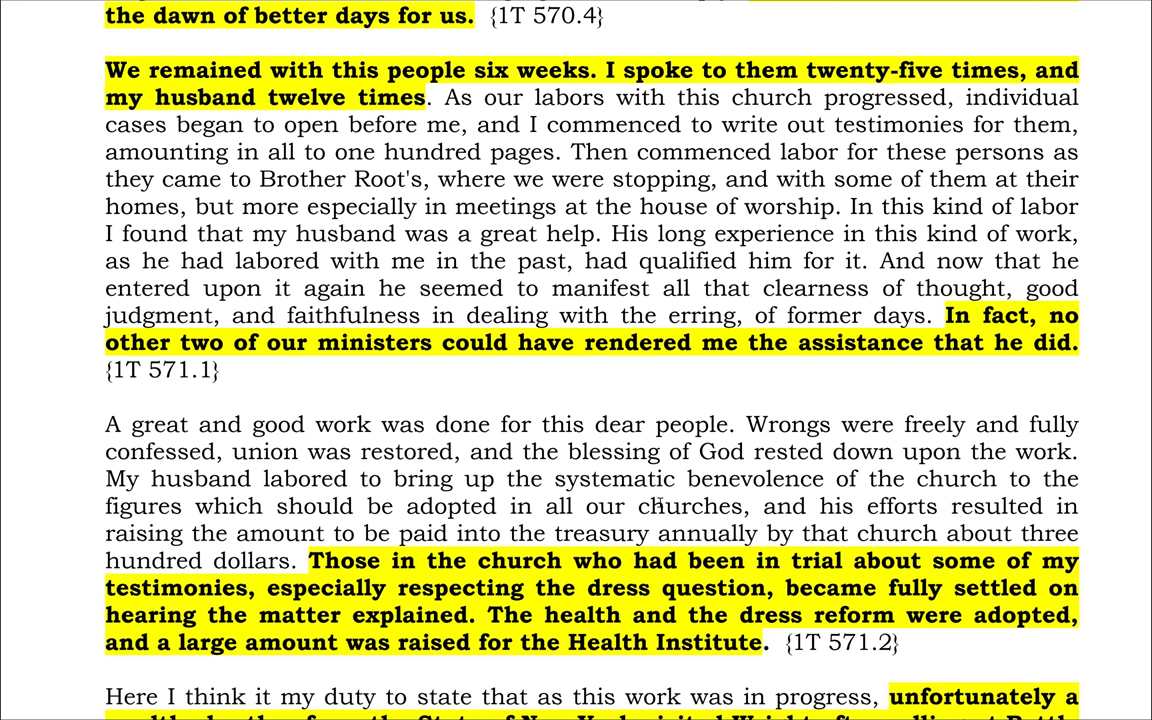 the dawn of better days for us. {1T 570.4}
We remained with this people six weeks. I spoke to them twenty-five times, and
my husband twelve times. As our labors with this church progressed, individual
cases began to open before me, and I commenced to write out testimonies for them,
amounting in all to one hundred pages. Then commenced labor for these persons as
they came to Brother Root's, where we were stopping, and with some of them at their
homes, but more especially in meetings at the house of worship. In this kind of labor
I found that my husband was a great help. His long experience in this kind of work,
as he had labored with me in the past, had qualified him for it. And now that he
entered upon it again he seemed to manifest all that clearness of thought, good
judgment, and faithfulness in dealing with the erring, of former days. In fact, no
other two of our ministers could have rendered me the assistance that he did.
{1T 571.1}
A great and good work was done for this dear people. Wrongs were freely and fully
confessed, union was restored, and the blessing of God rested down upon the work.
My husband labored to bring up the systematic benevolence of the church to the
figures which should be adopted in all our churches, and his efforts resulted in
raising the amount to be paid into the treasury annually by that church about three
hundred dollars. Those in the church who had been in trial about some of my
testimonies, especially respecting the dress question, became fully settled on
hearing the matter explained. The health and the dress reform were adopted,
and a large amount was raised for the Health Institute. {1T 571.2}
Here I think it my duty to state that as this work was in progress, unfortunately a